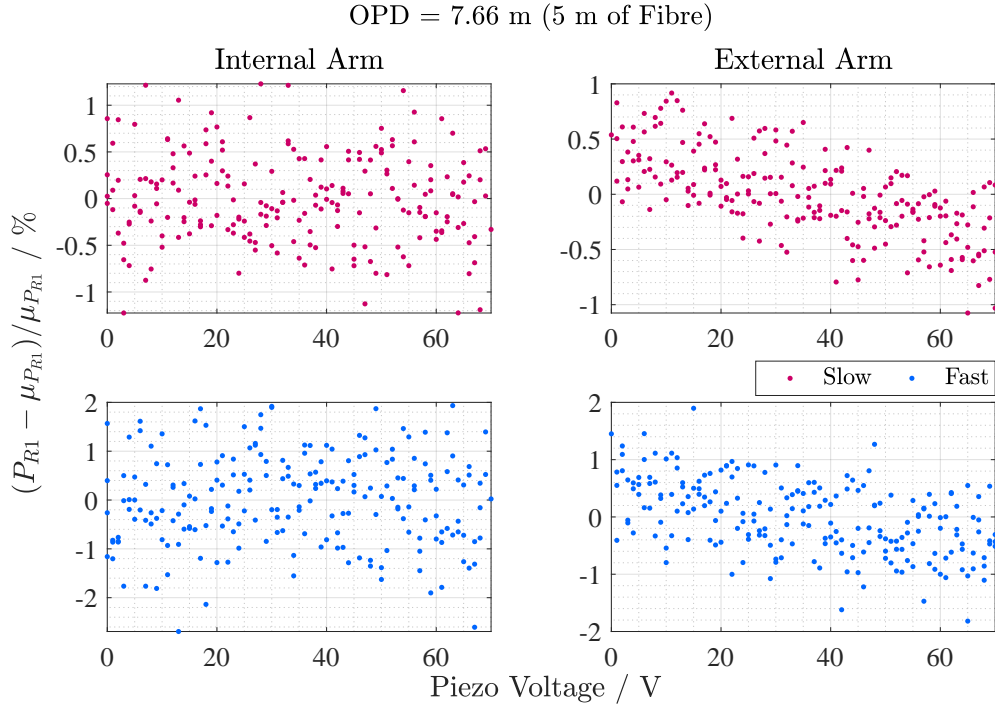 OPD = 7.66 m (5 m of Fibre)
Internal Arm
External Arm
(P_{R1} − μ_{P_{R1}})/μ_{P_{R1}} / %
1
0.5
0
-0.5
-1
0 20 40 60
1
0.5
0
-0.5
-1
0 20 40 60
Slow Fast
2
1
0
-1
-2
0 20 40 60
2
1
0
-1
-2
0 20 40 60
Piezo Voltage / V